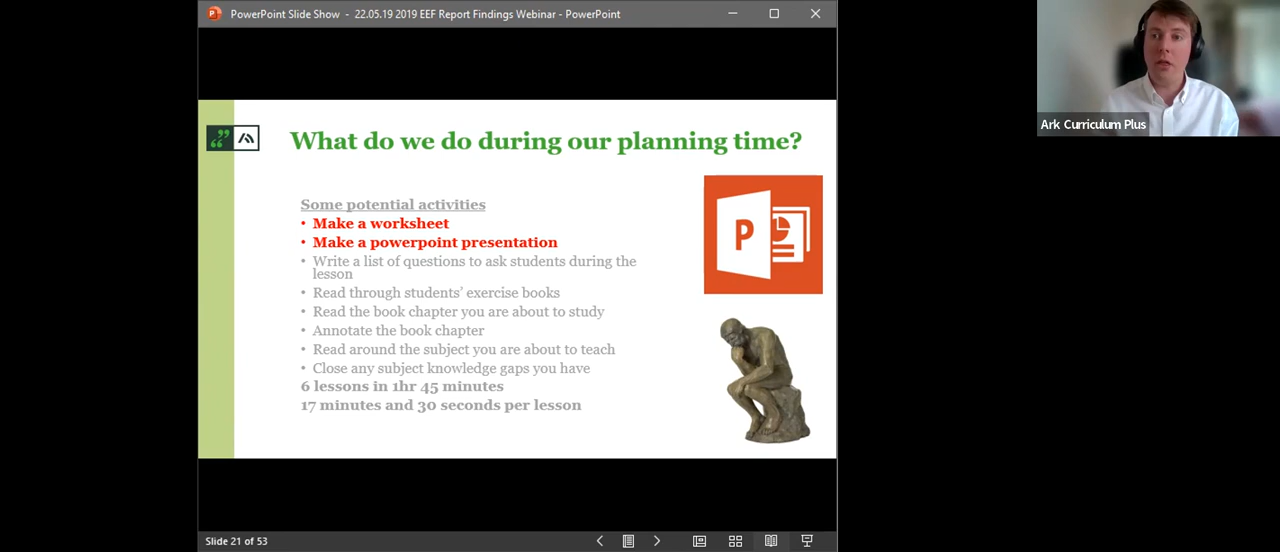 PowerPoint Slide Show - 22.05.19 2019 EEF Report Findings Webinar - PowerPoint
Ark Curriculum Plus
What do we do during our planning time?
Some potential activities
• Make a worksheet
• Make a powerpoint presentation
• Write a list of questions to ask students during the
lesson
• Read through students’ exercise books
• Read the book chapter you are about to study
• Annotate the book chapter
• Read around the subject you are about to teach
• Close any subject knowledge gaps you have
6 lessons in 1hr 45 minutes
17 minutes and 30 seconds per lesson
P
Slide 21 of 53